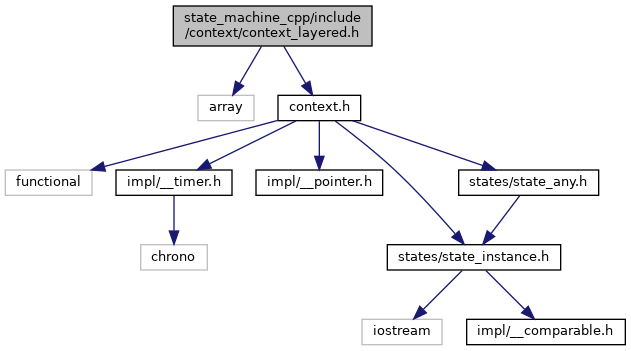 state_machine_cpp/include
/context/context_layered.h
array
context.h
functional
impl/__timer.h
impl/__pointer.h
states/state_any.h
chrono
states/state_instance.h
iostream
impl/__comparable.h